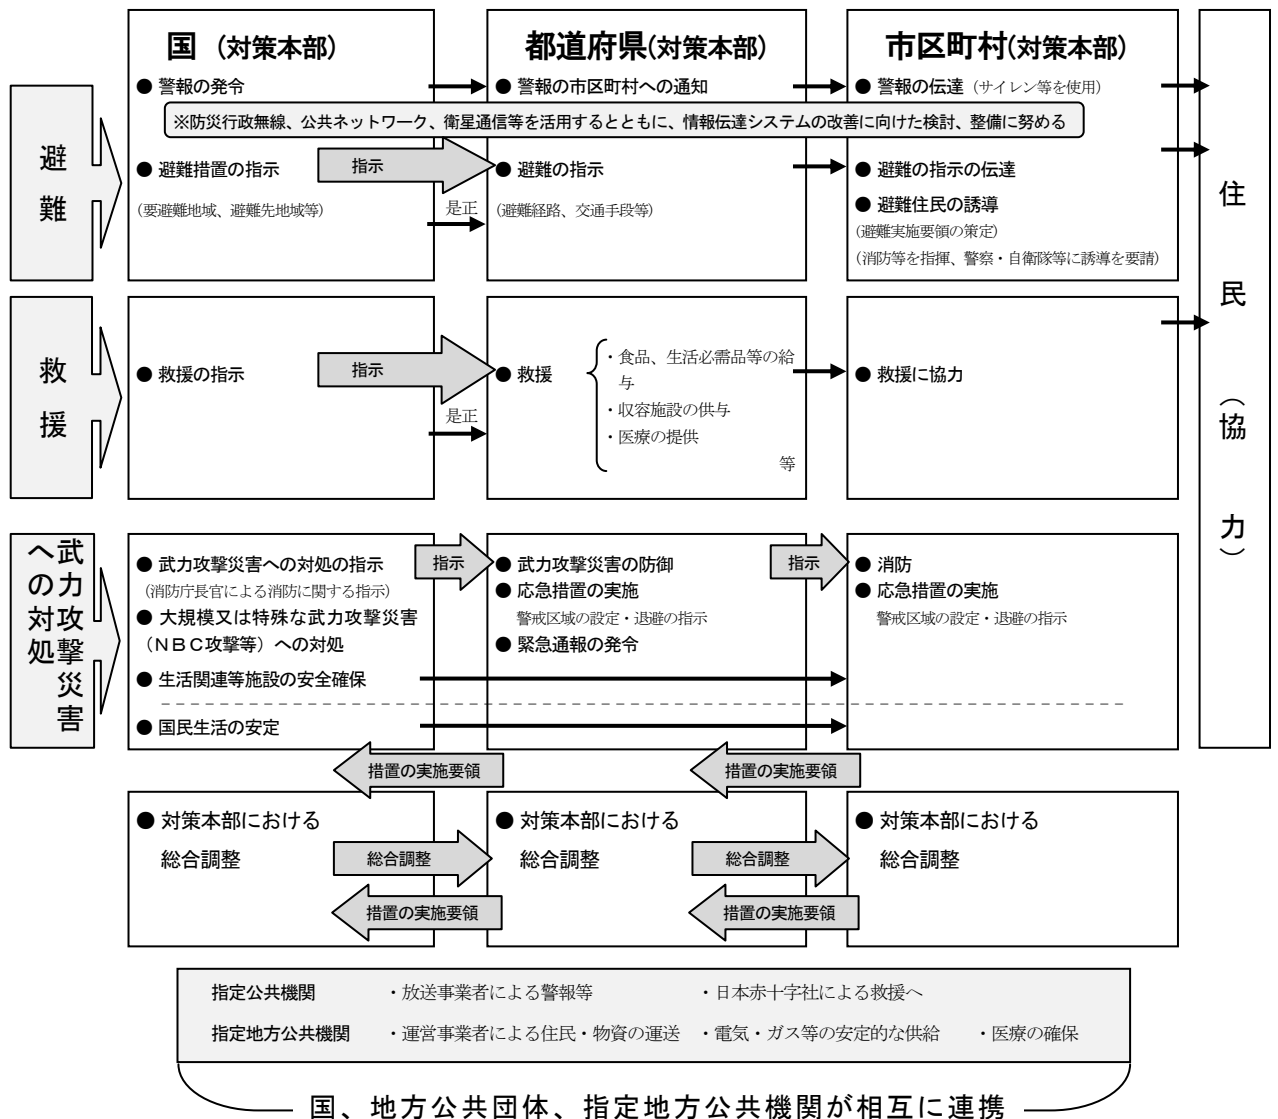 国 （対策本部）
都道府県(対策本部)
市区町村(対策本部)
避難
● 警報の発令
● 警報の市区町村への通知
● 警報の伝達（サイレン等を使用）
※防災行政無線、公共ネットワーク、衛星通信等を活用するとともに、情報伝達システムの改善に向けた検討、整備に努める
● 避難措置の指示
(要避難地域、避難先地域等)
指示
是正
● 避難の指示
(避難経路、交通手段等)
● 避難の指示の伝達
● 避難住民の誘導
(避難実施要領の策定)
(消防等を指揮、警察・自衛隊等に誘導を要請)
住民（協力）
救援
● 救援の指示
指示
是正
● 救援
・食品、生活必需品等の給
与
・収容施設の供与
・医療の提供
等
● 救援に協力
武力攻撃災害
への対処
● 武力攻撃災害への対処の指示
(消防庁長官による消防に関する指示)
● 大規模又は特殊な武力攻撃災害
（ＮＢＣ攻撃等）への対処
● 生活関連等施設の安全確保
● 国民生活の安定
指示
● 武力攻撃災害の防御
● 応急措置の実施
警戒区域の設定・退避の指示
● 緊急通報の発令
指示
● 消防
● 応急措置の実施
警戒区域の設定・退避の指示
措置の実施要領
措置の実施要領
● 対策本部における
総合調整
総合調整
措置の実施要領
● 対策本部における
総合調整
総合調整
措置の実施要領
● 対策本部における
総合調整
指定公共機関 ・放送事業者による警報等 ・日本赤十字社による救援へ
指定地方公共機関 ・運営事業者による住民・物資の運送 ・電気・ガス等の安定的な供給 ・医療の確保
国、地方公共団体、指定地方公共機関が相互に連携